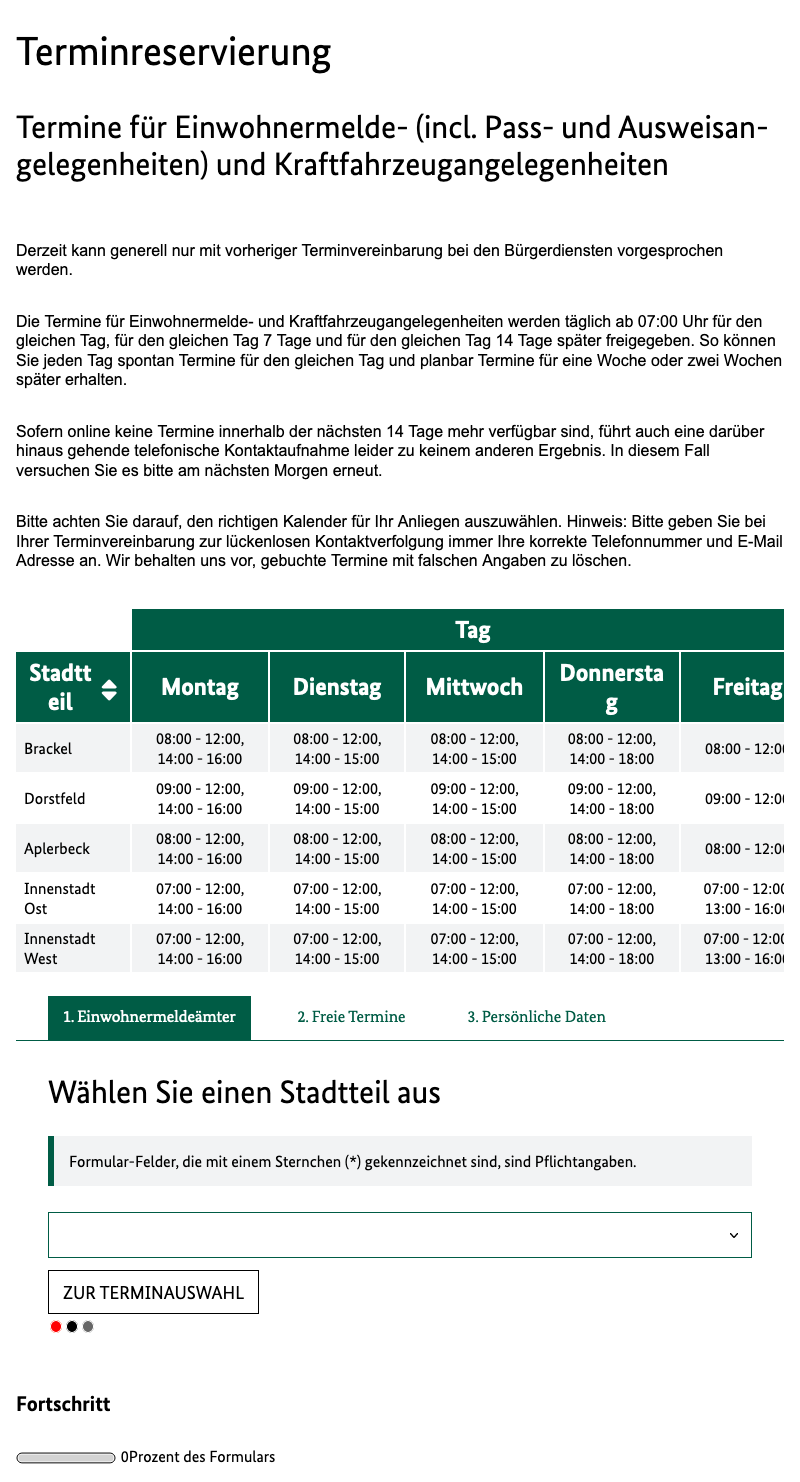 Terminreservierung
Termine für Einwohnermelde- (incl. Pass- und Ausweisan-
gelegenheiten) und Kraftfahrzeugangelegenheiten
Derzeit kann generell nur mit vorheriger Terminvereinbarung bei den Bürgerdiensten vorgesprochen
werden.
Die Termine für Einwohnermelde- und Kraftfahrzeugangelegenheiten werden täglich ab 07:00 Uhr für den
gleichen Tag, für den gleichen Tag 7 Tage und für den gleichen Tag 14 Tage später freigegeben. So können
Sie jeden Tag spontan Termine für den gleichen Tag und planbar Termine für eine Woche oder zwei Wochen
später erhalten.
Sofern online keine Termine innerhalb der nächsten 14 Tage mehr verfügbar sind, führt auch eine darüber
hinaus gehende telefonische Kontaktaufnahme leider zu keinem anderen Ergebnis. In diesem Fall
versuchen Sie es bitte am nächsten Morgen erneut.
Bitte achten Sie darauf, den richtigen Kalender für Ihr Anliegen auszuwählen. Hinweis: Bitte geben Sie bei
Ihrer Terminvereinbarung zur lückenlosen Kontaktverfolgung immer Ihre korrekte Telefonnummer und E-Mail
Adresse an. Wir behalten uns vor, gebuchte Termine mit falschen Angaben zu löschen.
Tag
Stadtt
eil
Montag
Dienstag
Mittwoch
Donnersta
g
Freitag
Brackel
08:00 - 12:00,
14:00 - 16:00
08:00 - 12:00,
14:00 - 15:00
08:00 - 12:00,
14:00 - 15:00
08:00 - 12:00,
14:00 - 18:00
08:00 - 12:00
Dorstfeld
09:00 - 12:00,
14:00 - 16:00
09:00 - 12:00,
14:00 - 15:00
09:00 - 12:00,
14:00 - 15:00
09:00 - 12:00,
14:00 - 18:00
09:00 - 12:00
Aplerbeck
08:00 - 12:00,
14:00 - 16:00
08:00 - 12:00,
14:00 - 15:00
08:00 - 12:00,
14:00 - 15:00
08:00 - 12:00,
14:00 - 18:00
08:00 - 12:00
Innenstadt
Ost
07:00 - 12:00,
14:00 - 16:00
07:00 - 12:00,
14:00 - 15:00
07:00 - 12:00,
14:00 - 15:00
07:00 - 12:00,
14:00 - 18:00
07:00 - 12:00
13:00 - 16:00
Innenstadt
West
07:00 - 12:00,
14:00 - 16:00
07:00 - 12:00,
14:00 - 15:00
07:00 - 12:00,
14:00 - 15:00
07:00 - 12:00,
14:00 - 18:00
07:00 - 12:00
13:00 - 16:00
1. Einwohnermeldeämter
2. Freie Termine
3. Persönliche Daten
Wählen Sie einen Stadtteil aus
Formular-Felder, die mit einem Sternchen (*) gekennzeichnet sind, sind Pflichtangaben.
ZUR TERMINAUSWAHL
Fortschritt
0Prozent des Formulars